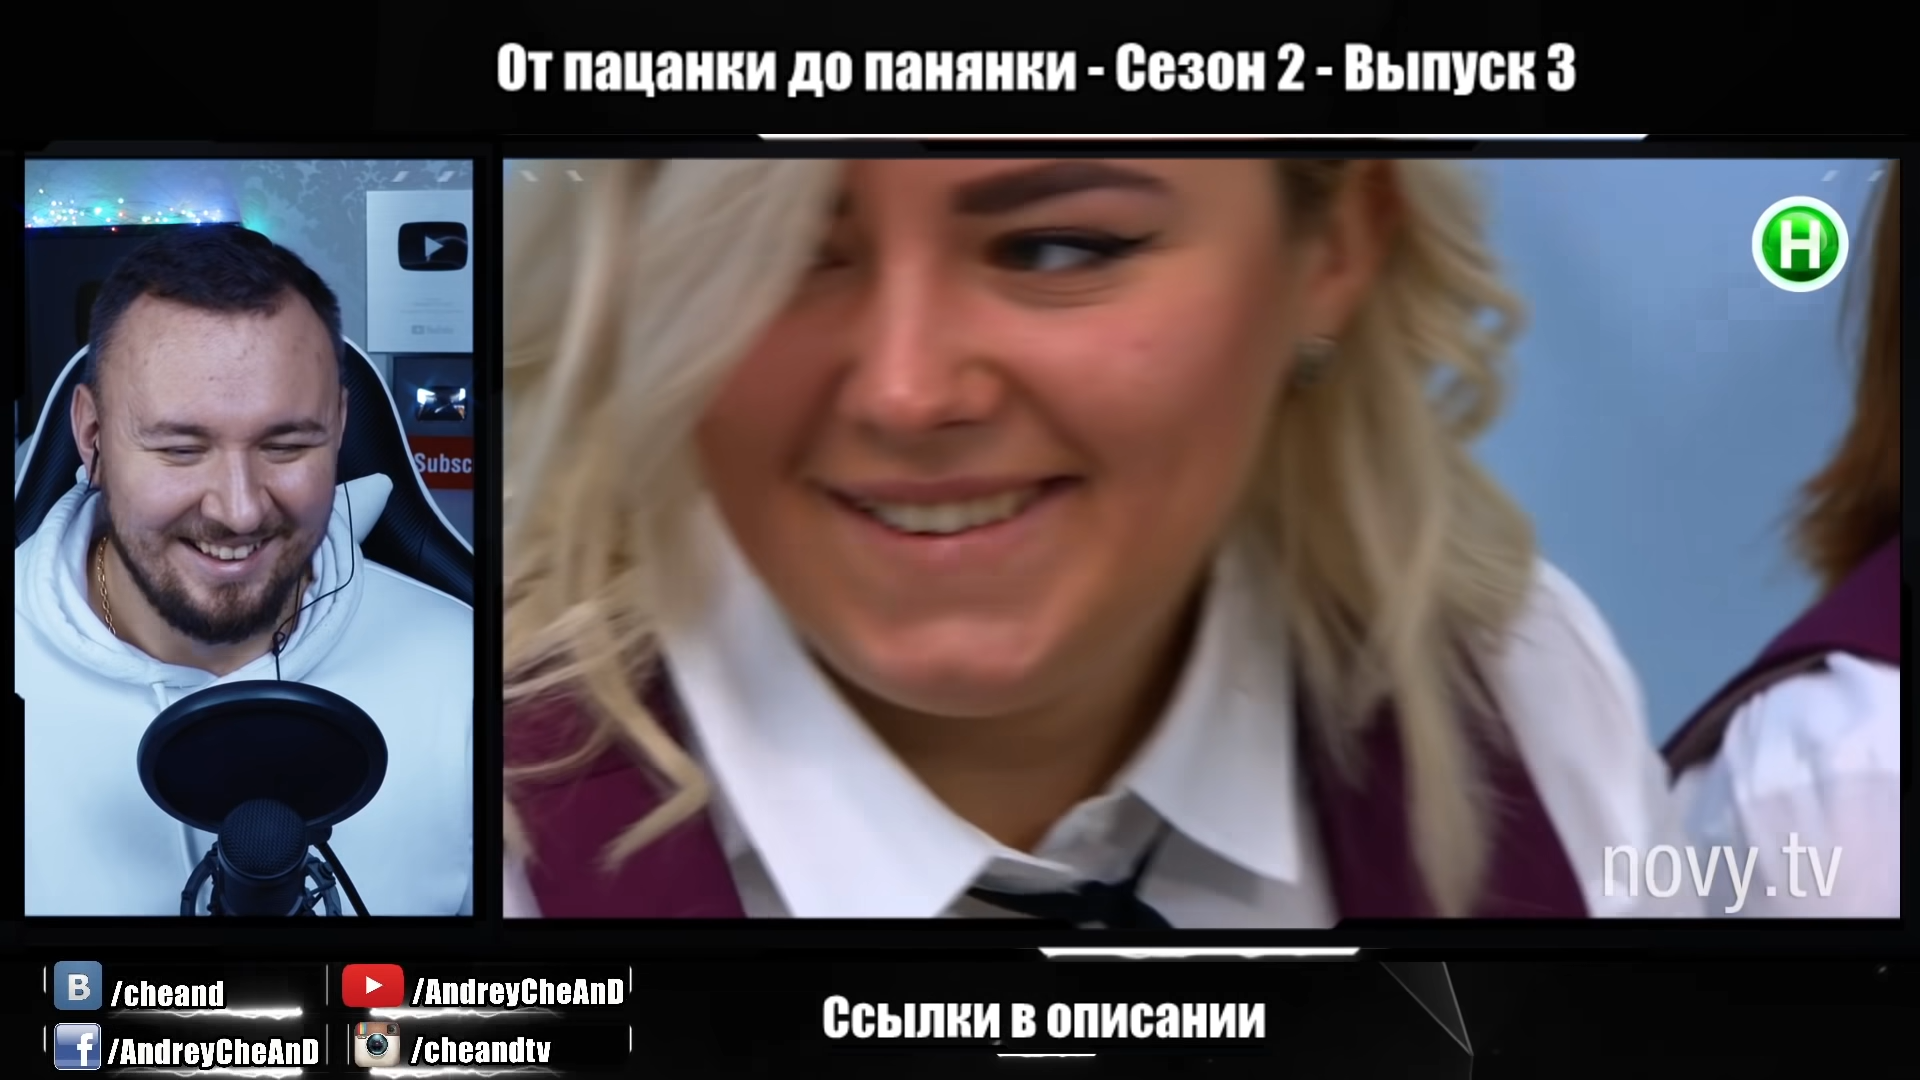 От пацанки до панянки - Сезон 2 - Выпуск 3
Н
Subsc
novy.tv
B /cheand
/AndreyCheAnD
f /AndreyCheAnD
/cheandtv
Ссылки в описании